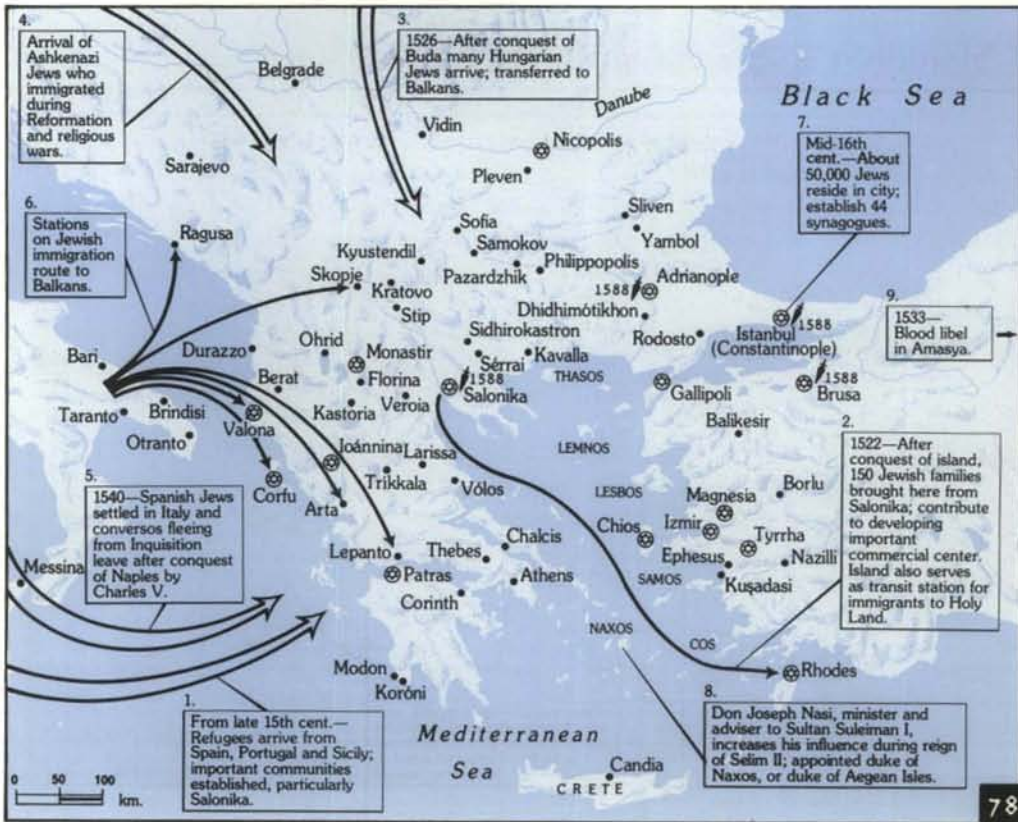 4.
Arrival of
Ashkenazi
Jews who
immigrated
during
Reformation
and religious
wars.
3.
1526—After conquest of
Buda many Hungarian
Jews arrive; transferred to
Balkans.
Belgrade
Danube
Black Sea
Vidin
Nicopolis
Pleven
Sarajevo
7.
Mid-16th
cent.—About
50,000 Jews
reside in city;
establish 44
synagogues.
6.
Stations
on Jewish
immigration
route to
Balkans.
Ragusa
Sofia
Sliven
Yambol
Kyustendil
Samokov
Pazardzhik
Philippopolis
Skopje
Kratovo
Stip
Adrianople
1588
Dhidhimótikhon
Sidhirokastron
Rodosto
Istanbul
(Constantinople)
1588
9.
1533—
Blood libel
in Amasya.
Bari
Durazzo
Ohrid
Monastir
Sérrai
Kavalla
THASOS
Berat
Florina
1588
Salonika
Gallipoli
1588
Brusa
Taranto
Brindisi
Valona
Kastoria
Veroia
Otranto
Balikesir
2.
1522—After
conquest of island,
150 Jewish families
brought here from
Salonika; contribute
to developing
important
commercial center.
Island also serves
as transit station for
immigrants to Holy
Land.
Ioánnina
Larissa
LEMNOS
Corfu
Trikkala
Vólos
LESBOS
Borlu
Arta
Magnesia
5.
1540—Spanish Jews
settled in Italy and
conversos fleeing
from Inquisition
leave after conquest
of Naples by
Charles V.
Chios
Izmir
Tyrrha
Lepanto
Thebes
Chalcis
Ephesus
Nazilli
Messina
Patras
Athens
SAMOS
Kuşadasi
Corinth
NAXOS
COS
Modon
Koróni
Rhodes
1.
From late 15th cent.—
Refugees arrive from
Spain, Portugal and Sicily;
important communities
established, particularly
Salonika.
Mediterranean
Sea
8.
Don Joseph Nasi, minister and
adviser to Sultan Suleiman I,
increases his influence during reign
of Selim II; appointed duke of
Naxos, or duke of Aegean Isles.
Candia
CRETE
0 50 100
km.
78